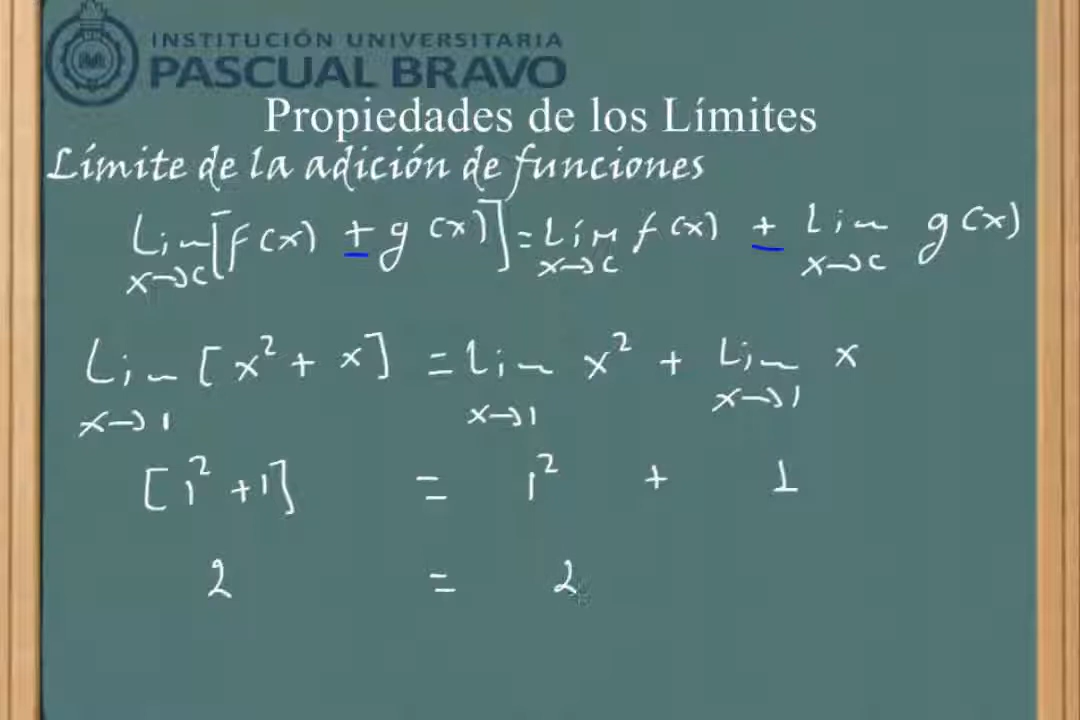 INSTITUCIÓN UNIVERSITARIA
PASCUAL BRAVO
Propiedades de los Límites
Límite de la adición de funciones
Lim x→c [f(x) + g(x)] = Lim x→c f(x) + Lim x→c g(x)
Lim x→1 [x² + x] = Lim x→1 x² + Lim x→1 x
[1² + 1] = 1² + 1
2 = 2